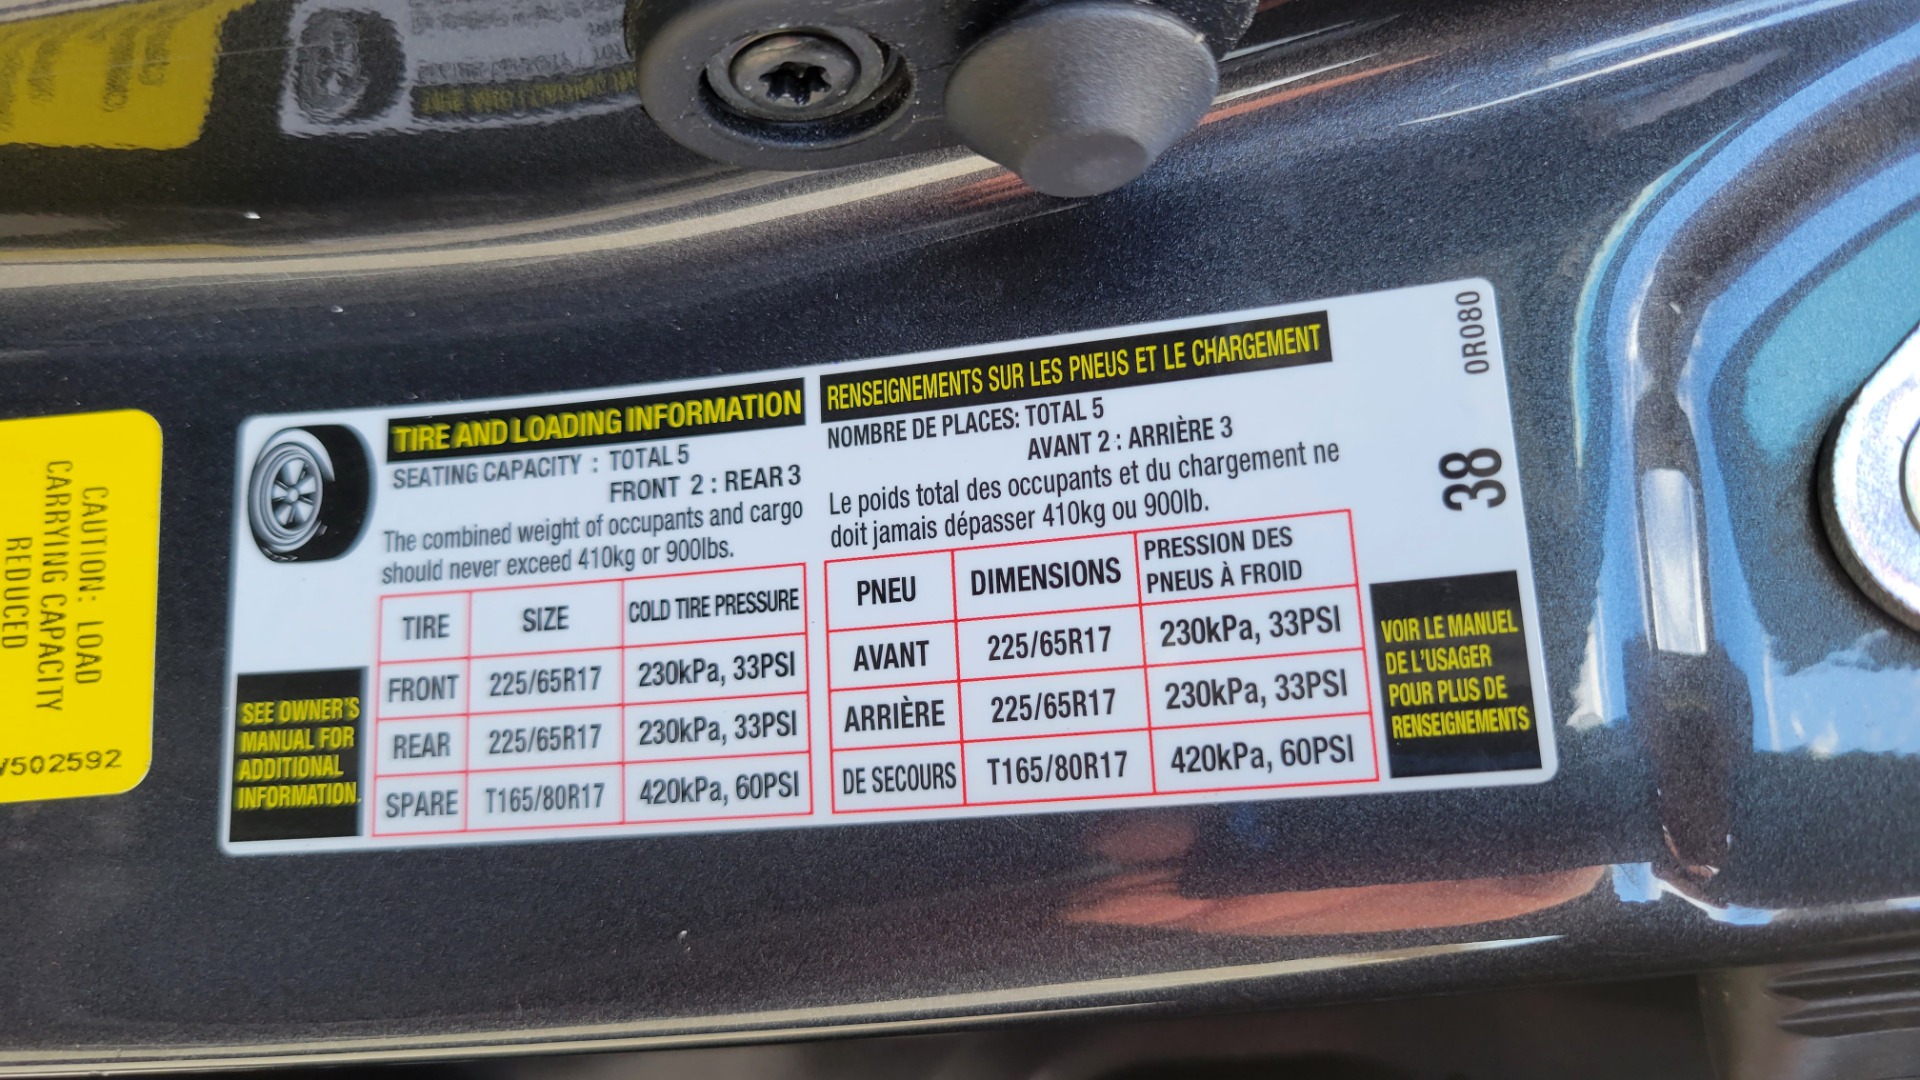 CAUTION: LOAD
CARRYING CAPACITY
REDUCED
502592
TIRE AND LOADING INFORMATION
SEATING CAPACITY : TOTAL 5
FRONT 2 : REAR 3
The combined weight of occupants and cargo
should never exceed 410kg or 900lbs.
TIRE SIZE COLD TIRE PRESSURE
FRONT 225/65R17 230kPa, 33PSI
REAR 225/65R17 230kPa, 33PSI
SPARE T165/80R17 420kPa, 60PSI
SEE OWNER'S
MANUAL FOR
ADDITIONAL
INFORMATION.
RENSEIGNEMENTS SUR LES PNEUS ET LE CHARGEMENT
NOMBRE DE PLACES: TOTAL 5
AVANT 2 : ARRIÈRE 3
Le poids total des occupants et du chargement ne
doit jamais dépasser 410kg ou 900lb.
PNEU DIMENSIONS PRESSION DES
PNEUS À FROID
AVANT 225/65R17 230kPa, 33PSI
ARRIÈRE 225/65R17 230kPa, 33PSI
DE SECOURS T165/80R17 420kPa, 60PSI
VOIR LE MANUEL
DE L'USAGER
POUR PLUS DE
RENSEIGNEMENTS
0R080
38